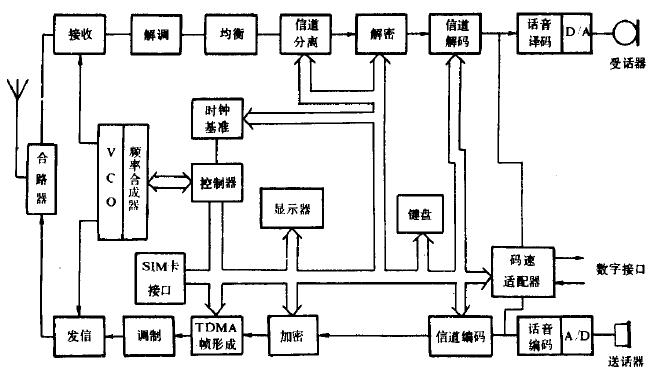 接收
解调
均衡
信道
分离
解密
信道
解码
话音
译码
D/A
受话器
时钟
基准
合
路
器
V
C
O
频率合成器
控制器
显示器
键盘
SIM卡
接口
码速
适配器
数字接口
发信
调制
TDMA
帧形成
加密
信道编码
话音
编码
A/D
送话器